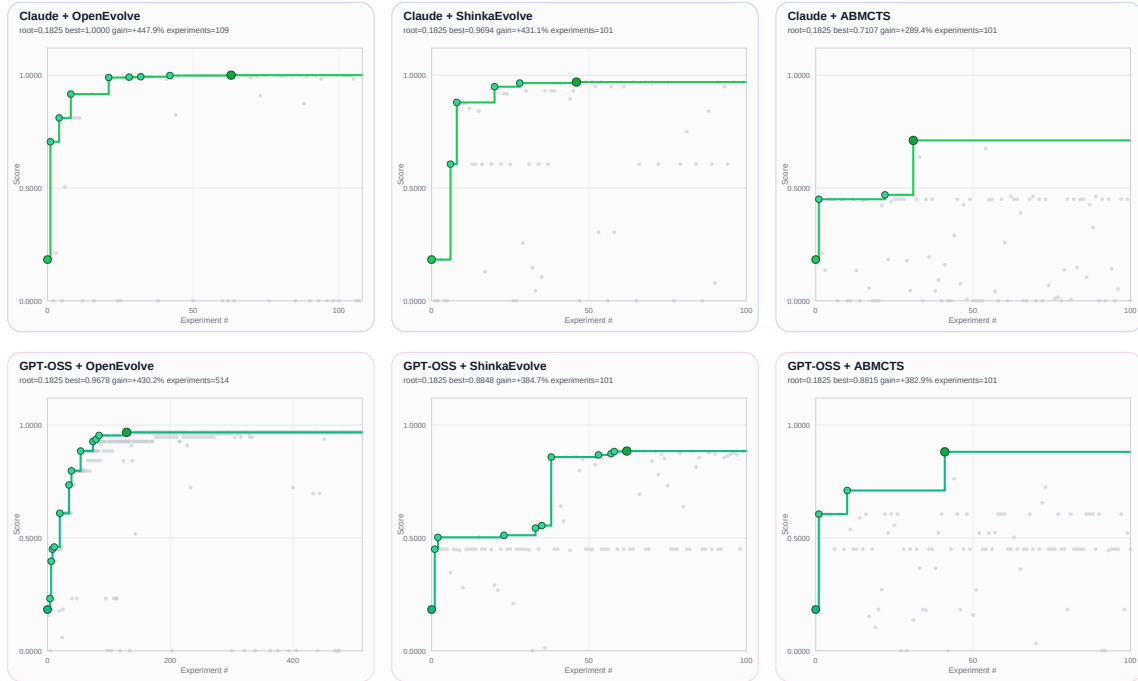 Claude + OpenEvolve
root=0.1825 best=1.0000 gain=+447.9% experiments=109
1.0000
0.5000
0.0000
Score
0
50
100
Experiment #
Claude + ShinkaEvolve
root=0.1825 best=0.9694 gain=+431.1% experiments=101
1.0000
0.5000
0.0000
Score
0
50
100
Experiment #
Claude + ABMCTS
root=0.1825 best=0.7107 gain=+289.4% experiments=101
1.0000
0.5000
0.0000
Score
0
50
100
Experiment #
GPT-OSS + OpenEvolve
root=0.1825 best=0.9678 gain=+430.2% experiments=514
1.0000
0.5000
0.0000
Score
0
200
400
Experiment #
GPT-OSS + ShinkaEvolve
root=0.1825 best=0.8848 gain=+384.7% experiments=101
1.0000
0.5000
0.0000
Score
0
50
100
Experiment #
GPT-OSS + ABMCTS
root=0.1825 best=0.8815 gain=+382.9% experiments=101
1.0000
0.5000
0.0000
Score
0
50
100
Experiment #